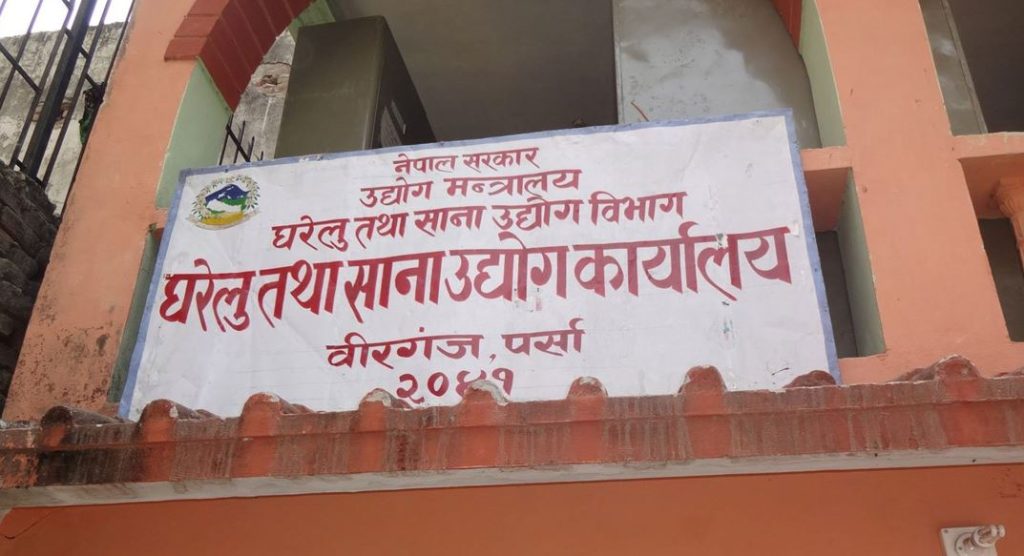 नेपाल सरकार
उद्योग मन्त्रालय
घरेलु तथा साना उद्योग विभाग
घरेलु तथा साना उद्योग कार्यालय
वीरगंज, पर्सा
२०४१